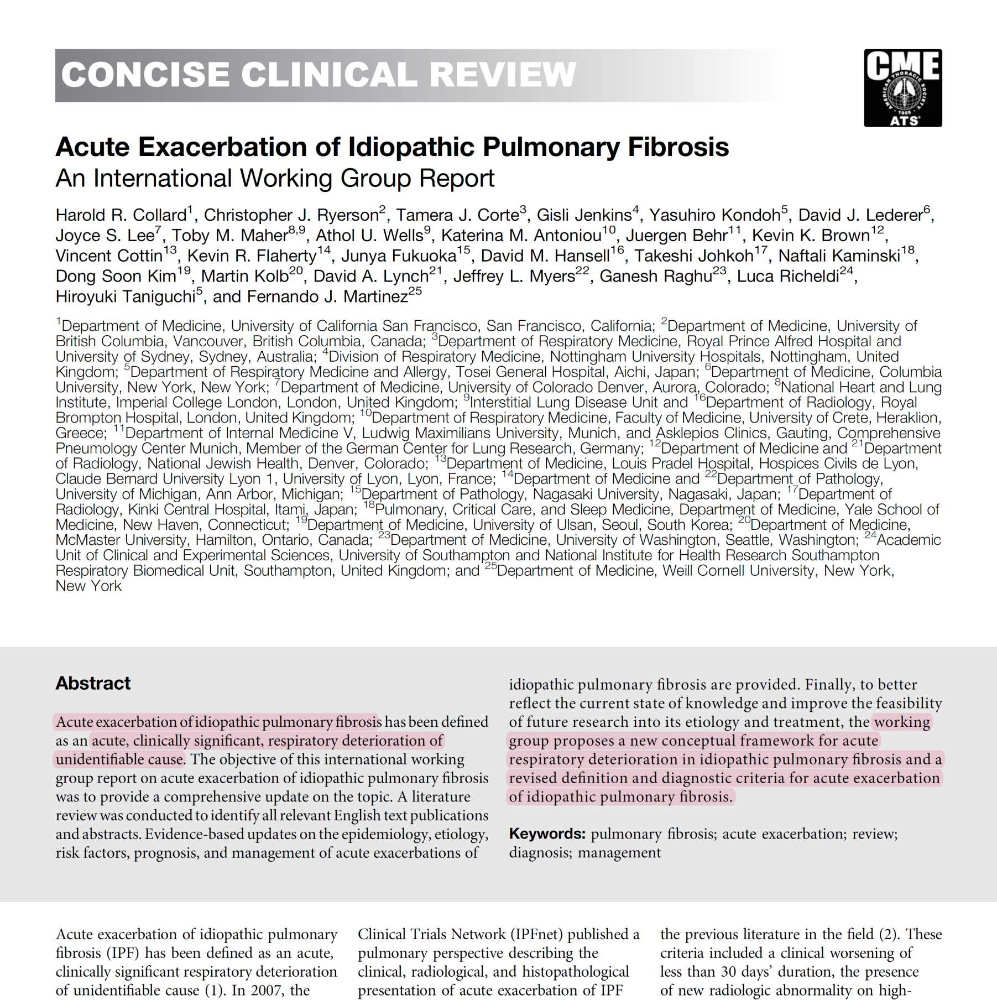 CONCISE CLINICAL REVIEW
CME
AMERICAN THORACIC SOCIETY
· 1905 ·
ATS®
Acute Exacerbation of Idiopathic Pulmonary Fibrosis
An International Working Group Report
Harold R. Collard1, Christopher J. Ryerson2, Tamera J. Corte3, Gisli Jenkins4, Yasuhiro Kondoh5, David J. Lederer6,
Joyce S. Lee7, Toby M. Maher8,9, Athol U. Wells9, Katerina M. Antoniou10, Juergen Behr11, Kevin K. Brown12,
Vincent Cottin13, Kevin R. Flaherty14, Junya Fukuoka15, David M. Hansell16, Takeshi Johkoh17, Naftali Kaminski18,
Dong Soon Kim19, Martin Kolb20, David A. Lynch21, Jeffrey L. Myers22, Ganesh Raghu23, Luca Richeldi24,
Hiroyuki Taniguchi5, and Fernando J. Martinez25
1Department of Medicine, University of California San Francisco, San Francisco, California; 2Department of Medicine, University of
British Columbia, Vancouver, British Columbia, Canada; 3Department of Respiratory Medicine, Royal Prince Alfred Hospital and
University of Sydney, Sydney, Australia; 4Division of Respiratory Medicine, Nottingham University Hospitals, Nottingham, United
Kingdom; 5Department of Respiratory Medicine and Allergy, Tosei General Hospital, Aichi, Japan; 6Department of Medicine, Columbia
University, New York, New York; 7Department of Medicine, University of Colorado Denver, Aurora, Colorado; 8National Heart and Lung
Institute, Imperial College London, London, United Kingdom; 9Interstitial Lung Disease Unit and 16Department of Radiology, Royal
Brompton Hospital, London, United Kingdom; 10Department of Respiratory Medicine, Faculty of Medicine, University of Crete, Heraklion,
Greece; 11Department of Internal Medicine V, Ludwig Maximilians University, Munich, and Asklepios Clinics, Gauting, Comprehensive
Pneumology Center Munich, Member of the German Center for Lung Research, Germany; 12Department of Medicine and 21Department
of Radiology, National Jewish Health, Denver, Colorado; 13Department of Medicine, Louis Pradel Hospital, Hospices Civils de Lyon,
Claude Bernard University Lyon 1, University of Lyon, Lyon, France; 14Department of Medicine and 22Department of Pathology,
University of Michigan, Ann Arbor, Michigan; 15Department of Pathology, Nagasaki University, Nagasaki, Japan; 17Department of
Radiology, Kinki Central Hospital, Itami, Japan; 18Pulmonary, Critical Care, and Sleep Medicine, Department of Medicine, Yale School of
Medicine, New Haven, Connecticut; 19Department of Medicine, University of Ulsan, Seoul, South Korea; 20Department of Medicine,
McMaster University, Hamilton, Ontario, Canada; 23Department of Medicine, University of Washington, Seattle, Washington; 24Academic
Unit of Clinical and Experimental Sciences, University of Southampton and National Institute for Health Research Southampton
Respiratory Biomedical Unit, Southampton, United Kingdom; and 25Department of Medicine, Weill Cornell University, New York,
New York
Abstract
Acute exacerbation of idiopathic pulmonary fibrosis has been defined
as an acute, clinically significant, respiratory deterioration of
unidentifiable cause. The objective of this international working
group report on acute exacerbation of idiopathic pulmonary fibrosis
was to provide a comprehensive update on the topic. A literature
review was conducted to identify all relevant English text publications
and abstracts. Evidence-based updates on the epidemiology, etiology,
risk factors, prognosis, and management of acute exacerbations of
idiopathic pulmonary fibrosis are provided. Finally, to better
reflect the current state of knowledge and improve the feasibility
of future research into its etiology and treatment, the working
group proposes a new conceptual framework for acute
respiratory deterioration in idiopathic pulmonary fibrosis and a
revised definition and diagnostic criteria for acute exacerbation
of idiopathic pulmonary fibrosis.
Keywords: pulmonary fibrosis; acute exacerbation; review;
diagnosis; management
Acute exacerbation of idiopathic pulmonary
fibrosis (IPF) has been defined as an acute,
clinically significant respiratory deterioration
of unidentifiable cause (1). In 2007, the
Clinical Trials Network (IPFnet) published a
pulmonary perspective describing the
clinical, radiological, and histopathological
presentation of acute exacerbation of IPF
the previous literature in the field (2). These
criteria included a clinical worsening of
less than 30 days' duration, the presence
of new radiologic abnormality on high-